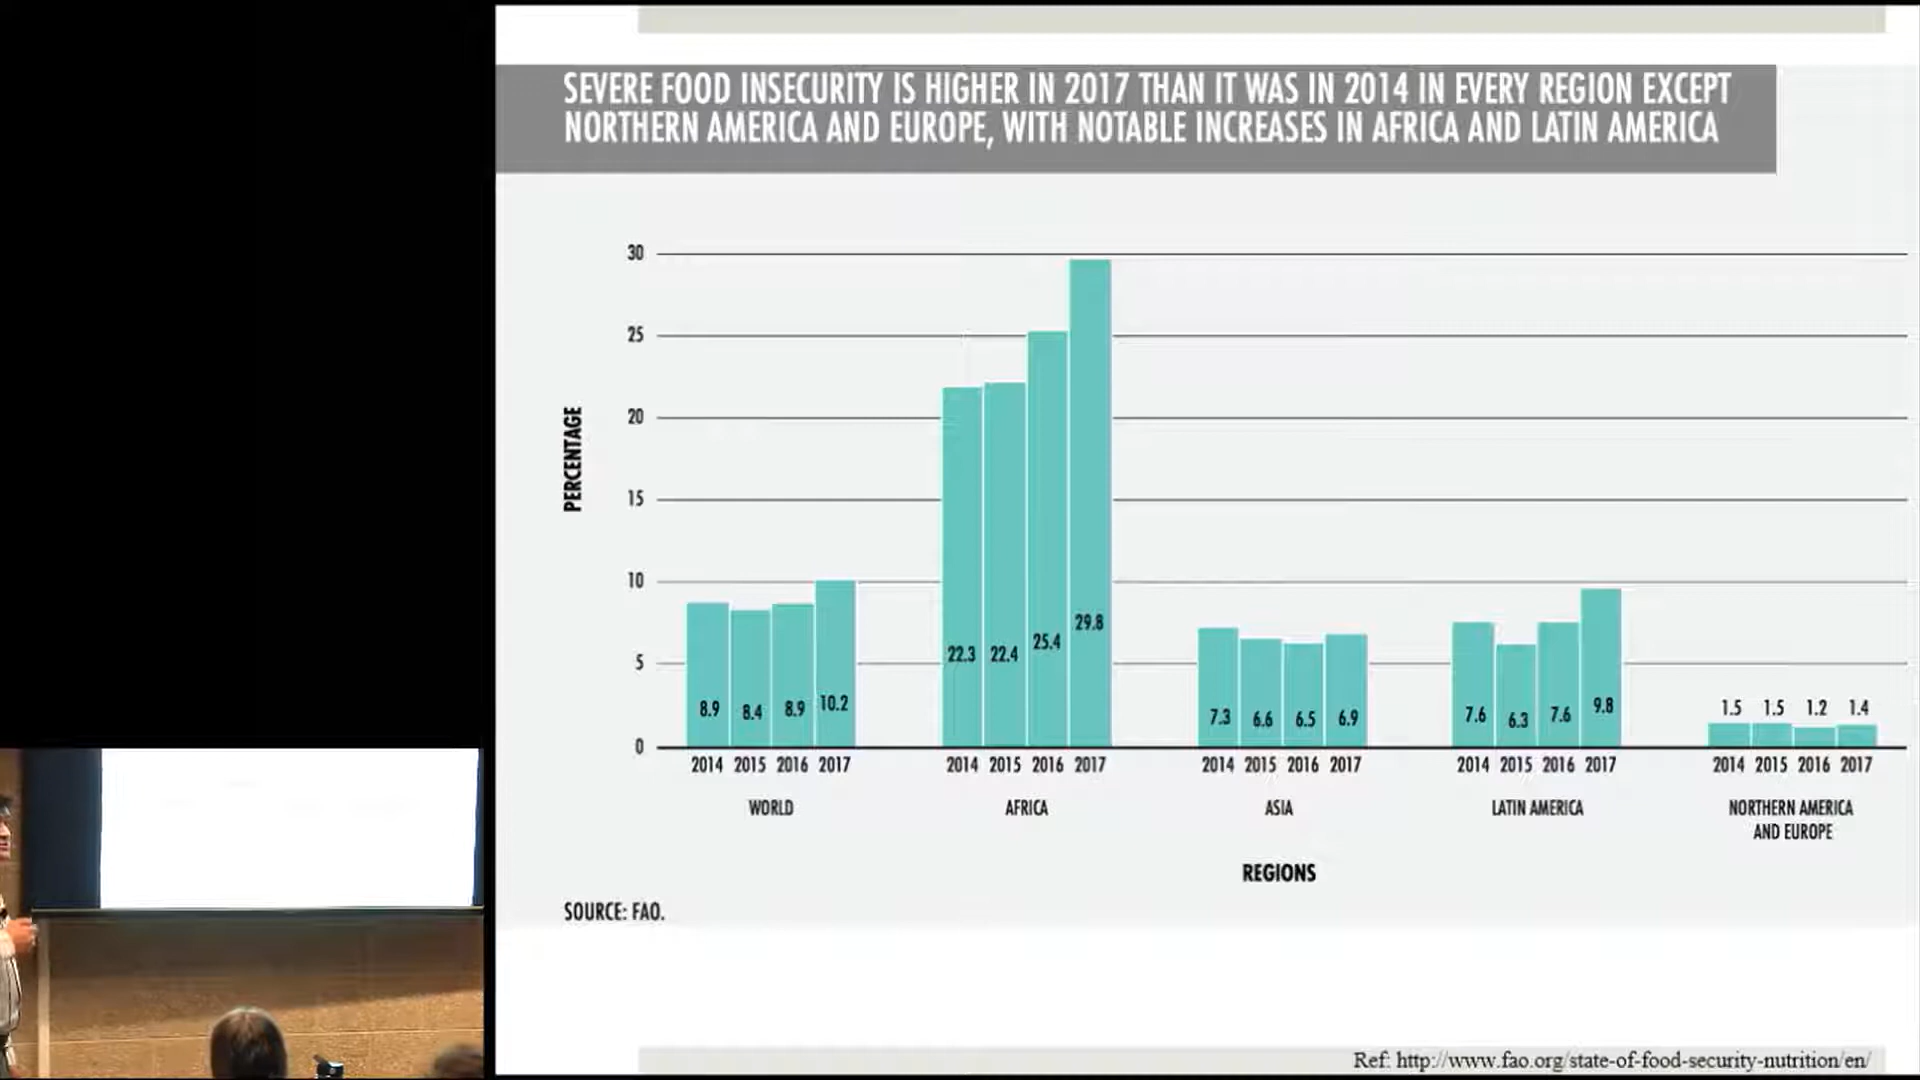 SEVERE FOOD INSECURITY IS HIGHER IN 2017 THAN IT WAS IN 2014 IN EVERY REGION EXCEPT
NORTHERN AMERICA AND EUROPE, WITH NOTABLE INCREASES IN AFRICA AND LATIN AMERICA
PERCENTAGE
30
25
20
15
10
5
0
8.9 8.4 8.9 10.2
22.3 22.4 25.4 29.8
7.3 6.6 6.5 6.9
7.6 6.3 7.6 9.8
1.5 1.5 1.2 1.4
2014 2015 2016 2017 2014 2015 2016 2017 2014 2015 2016 2017 2014 2015 2016 2017 2014 2015 2016 2017
WORLD AFRICA ASIA LATIN AMERICA NORTHERN AMERICA
AND EUROPE
REGIONS
SOURCE: FAO.
Ref: http://www.fao.org/state-of-food-security-nutrition/en/